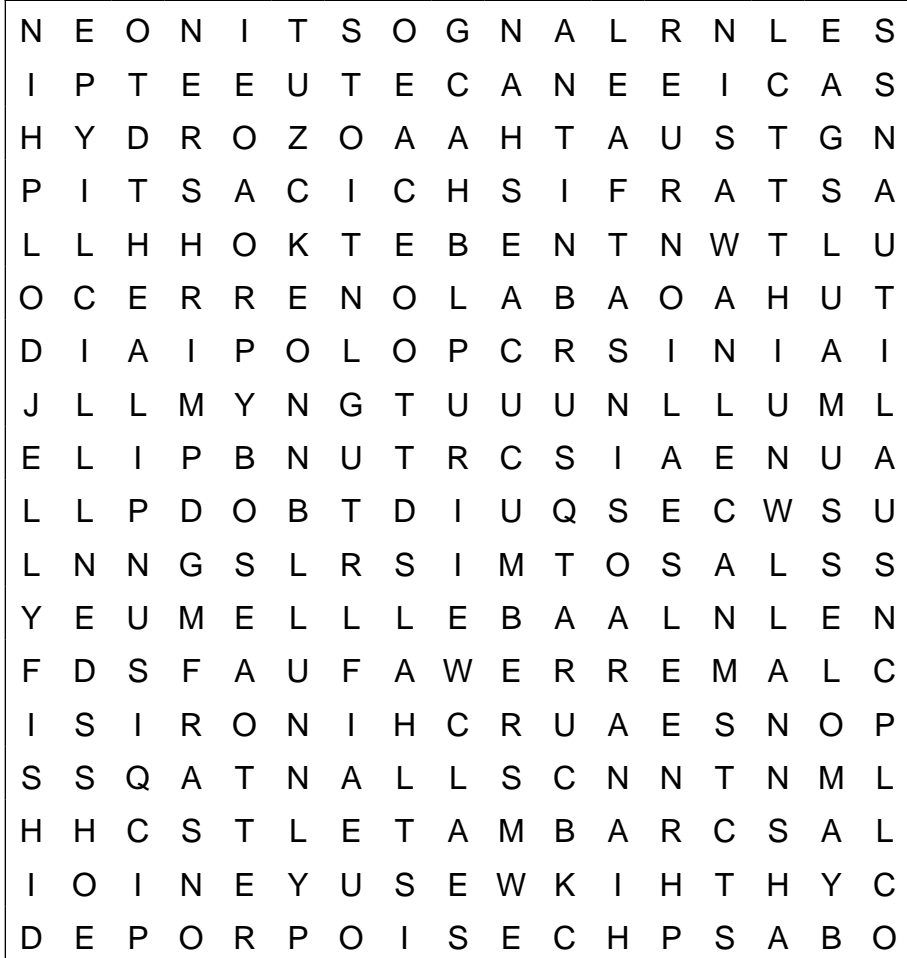 N E O N I T S O G N A L R N L E S
I P T E E U T E C A N E E I C A S
H Y D R O Z O A A H T A U S T G N
P I T S A C I C H S I F R A T S A
L L H H O K T E B E N T N W T L U
O C E R R E N O L A B A O A H U T
D I A I P O L O P C R S I N I A I
J L L M Y N G T U U U N L L U M L
E L I P B N U T R C S I A E N U A
L L P D O B T D I U Q S E C W S U
L N N G S L R S I M T O S A L S S
Y E U M E L L L E B A A L N L E N
F D S F A U F A W E R R E M A L C
I S I R O N I H C R U A E S N O P
S S Q A T N A L L S C N N T N M L
H H C S T L E T A M B A R C S A L
I O I N E Y U S E W K I H T H Y C
D E P O R P O I S E C H P S A B O